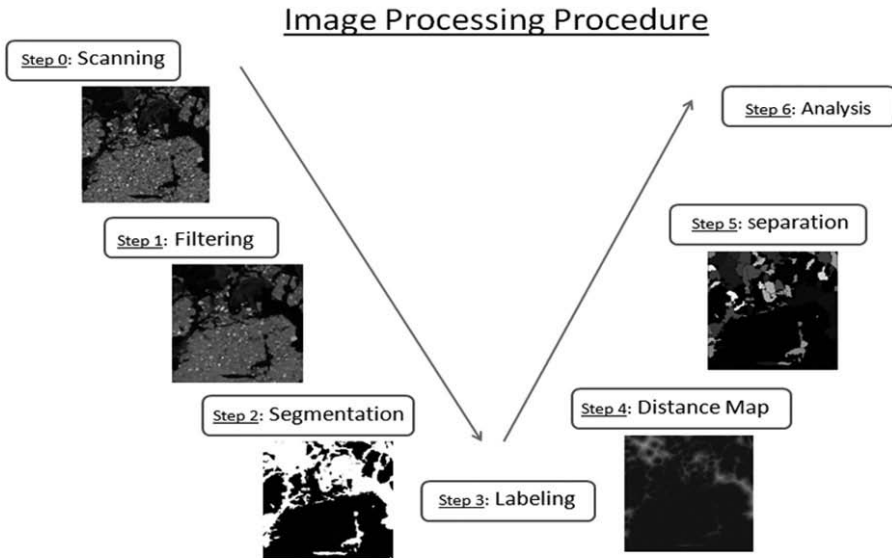 Image Processing Procedure
Step 0: Scanning
Step 1: Filtering
Step 2: Segmentation
Step 3: Labeling
Step 4: Distance Map
Step 5: separation
Step 6: Analysis